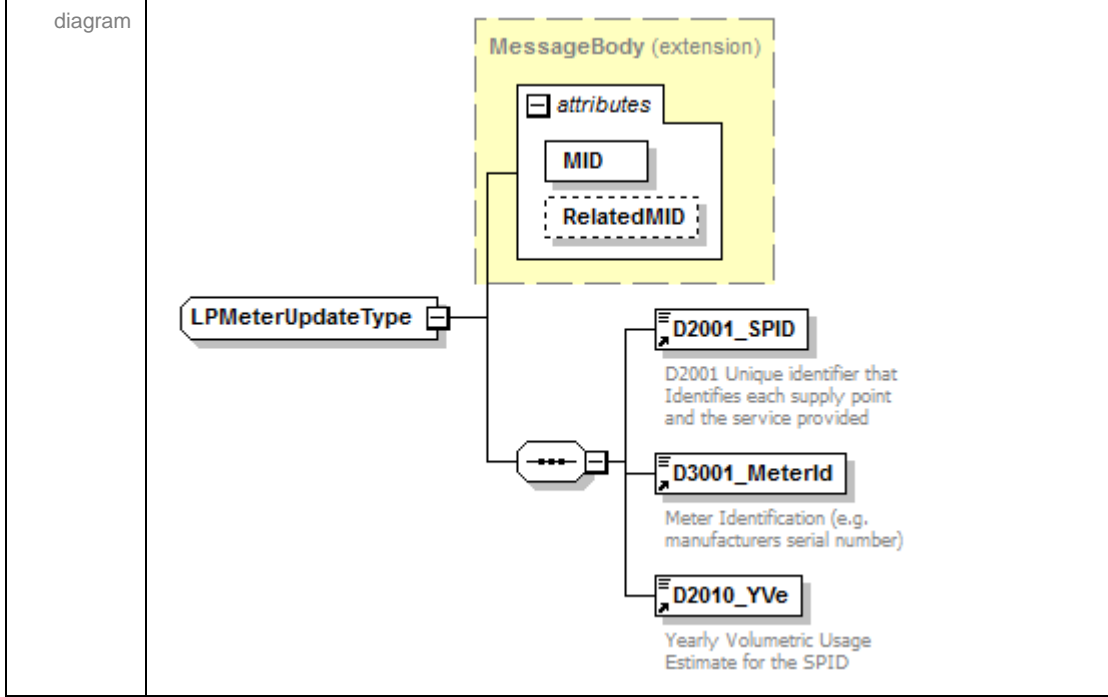 diagram
MessageBody (extension)
attributes
MID
RelatedMID
LPMeterUpdateType
D2001_SPID
D2001 Unique identifier that
Identifies each supply point
and the service provided
D3001_MeterId
Meter Identification (e.g.
manufacturers serial number)
D2010_YVe
Yearly Volumetric Usage
Estimate for the SPID